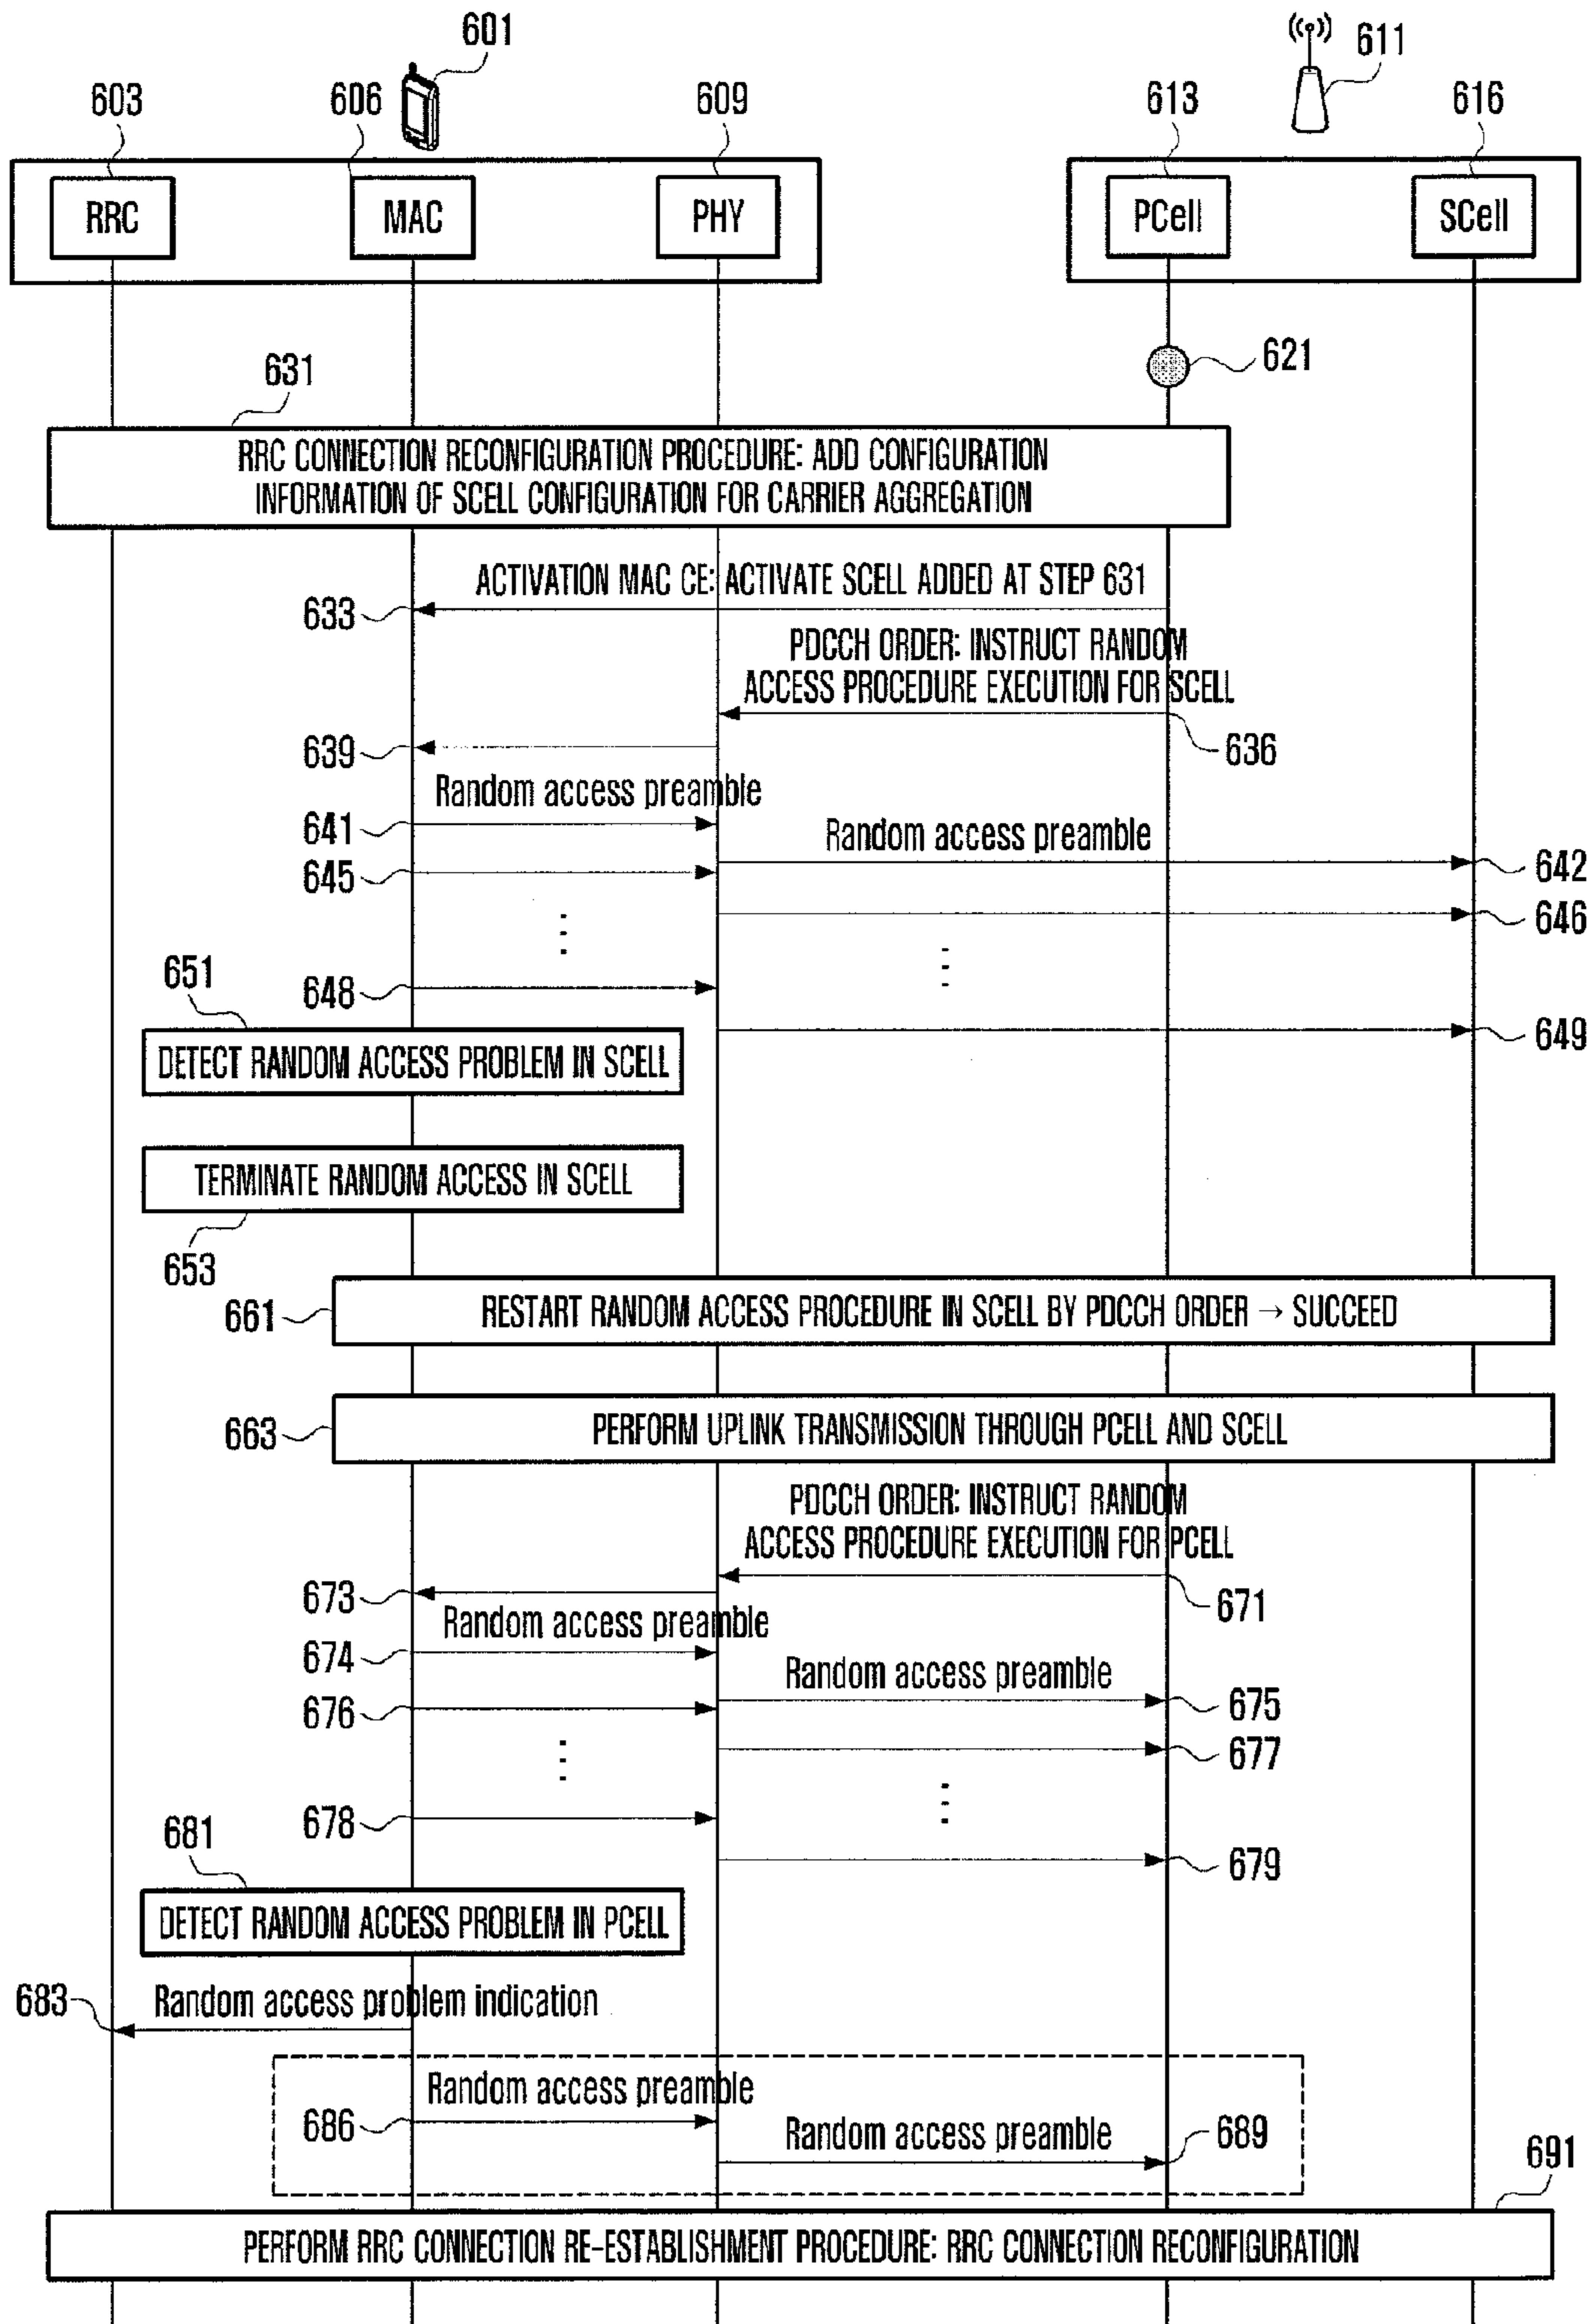 601
611
603
606
609
613
616
RRC
MAC
PHY
PCell
SCell
621
631
RRC CONNECTION RECONFIGURATION PROCEDURE: ADD CONFIGURATION
INFORMATION OF SCELL CONFIGURATION FOR CARRIER AGGREGATION
ACTIVATION MAC CE: ACTIVATE SCELL ADDED AT STEP 631
633
PDCCH ORDER: INSTRUCT RANDOM
ACCESS PROCEDURE EXECUTION FOR SCELL
639
636
Random access preamble
641
Random access preamble
645
642
646
651
648
649
DETECT RANDOM ACCESS PROBLEM IN SCELL
TERMINATE RANDOM ACCESS IN SCELL
653
661
RESTART RANDOM ACCESS PROCEDURE IN SCELL BY PDCCH ORDER → SUCCEED
663
PERFORM UPLINK TRANSMISSION THROUGH PCELL AND SCELL
PDCCH ORDER: INSTRUCT RANDOM
ACCESS PROCEDURE EXECUTION FOR PCELL
673
671
Random access preamble
674
Random access preamble
676
675
677
678
681
679
DETECT RANDOM ACCESS PROBLEM IN PCELL
683
Random access problem indication
Random access preamble
686
Random access preamble
689
691
PERFORM RRC CONNECTION RE-ESTABLISHMENT PROCEDURE: RRC CONNECTION RECONFIGURATION